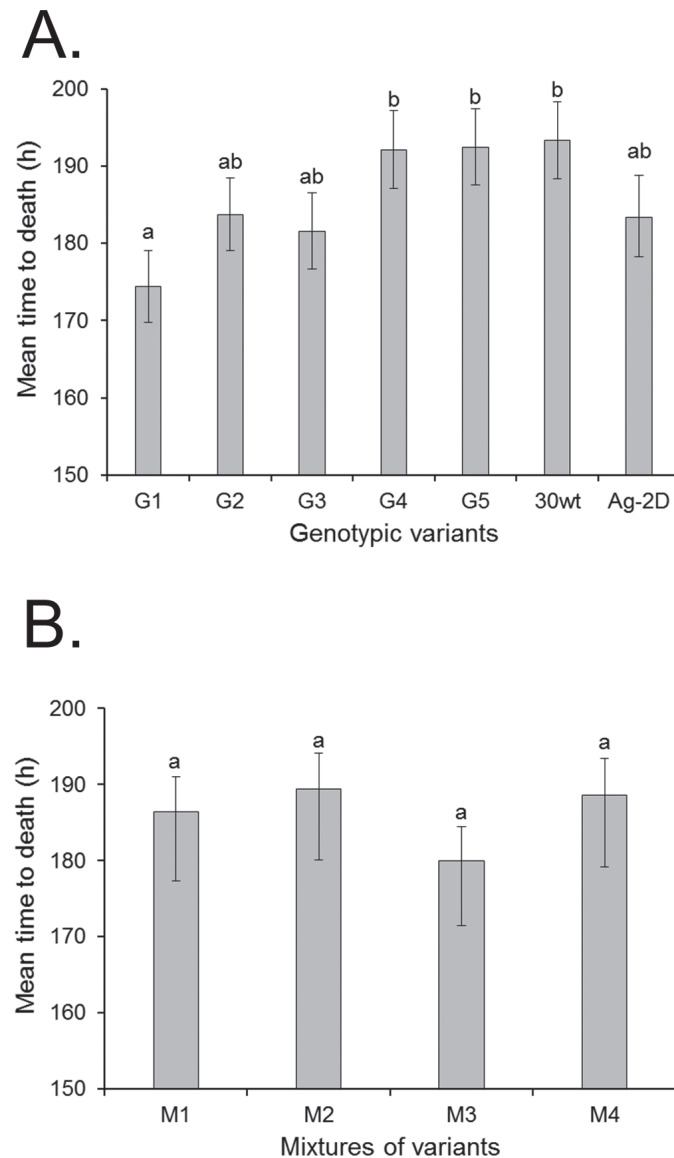 A.
Mean time to death (h)
200
190
180
170
160
150
a
ab
ab
b
b
b
ab
G1 G2 G3 G4 G5 30wt Ag-2D
Genotypic variants
B.
Mean time to death (h)
200
190
180
170
160
150
a
a
a
a
M1 M2 M3 M4
Mixtures of variants